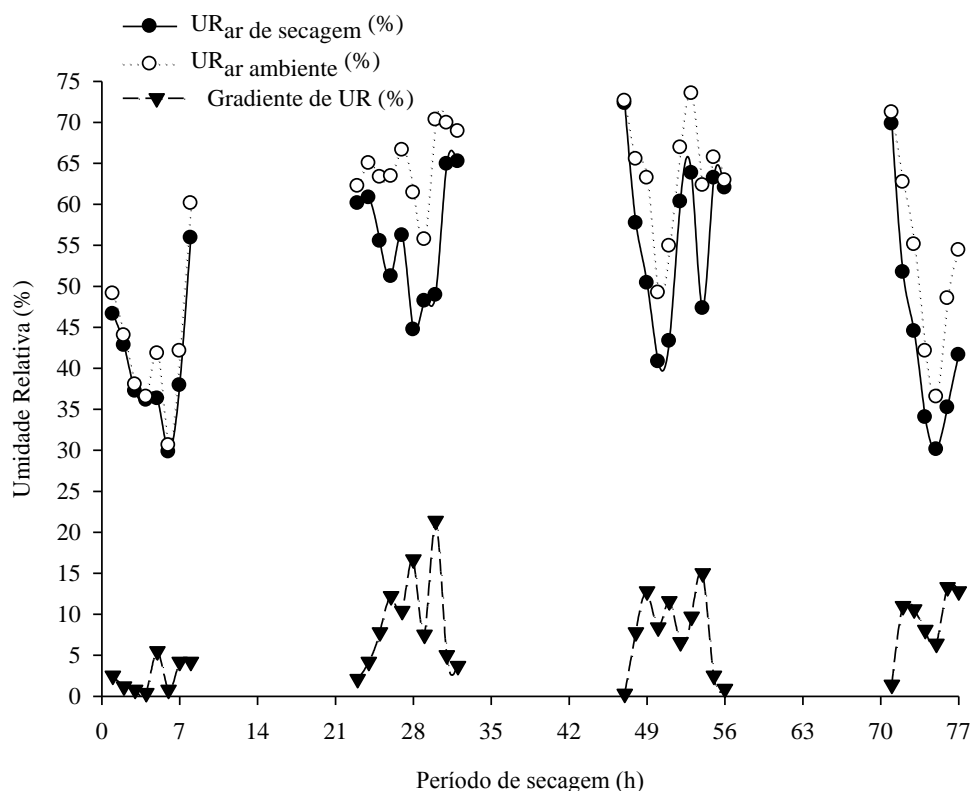 UR ar de secagem (%)
UR ar ambiente (%)
Gradiente de UR (%)
75
70
65
60
55
50
45
40
35
30
25
20
15
10
5
0
Umidade Relativa (%)
0 7 14 21 28 35 42 49 56 63 70 77
Período de secagem (h)